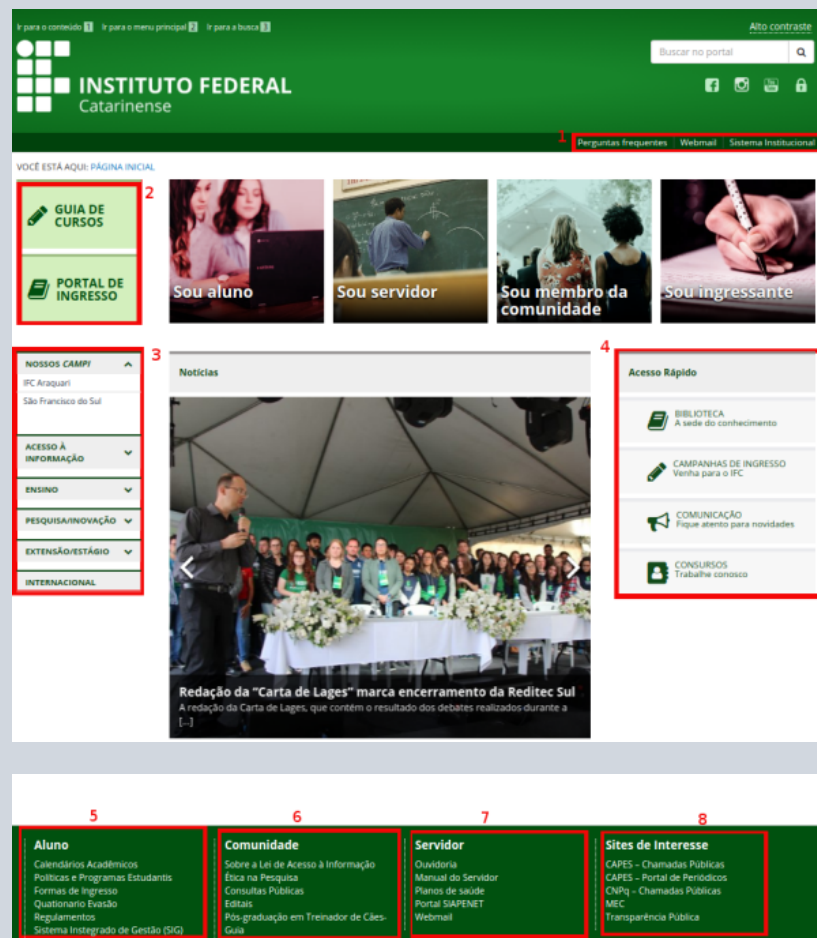 Ir para o conteúdo 1 Ir para o menu principal 2 Ir para a busca 3
Alto contraste
Buscar no portal
INSTITUTO FEDERAL
Catarinense
1
Perguntas frequentes Webmail Sistema Institucional
VOCÊ ESTÁ AQUI: PÁGINA INICIAL
2
GUIA DE
CURSOS
PORTAL DE
INGRESSO
Sou aluno
Sou servidor
Sou membro da
comunidade
Sou ingressante
3
NOSSOS CAMPI
IFC Araquari
São Francisco do Sul
ACESSO À
INFORMAÇÃO
ENSINO
PESQUISA/INOVAÇÃO
EXTENSÃO/ESTÁGIO
INTERNACIONAL
Notícias
Redação da “Carta de Lages” marca encerramento da Reditec Sul
A redação da Carta de Lages, que contém o resultado dos debates realizados durante a
[...]
4
Acesso Rápido
BIBLIOTECA
A sede do conhecimento
CAMPANHAS DE INGRESSO
Venha para o IFC
COMUNICAÇÃO
Fique atento para novidades
CONSURSOS
Trabalhe conosco
5
Aluno
Calendários Acadêmicos
Políticas e Programas Estudantis
Formas de Ingresso
Quationario Evasão
Regulamentos
Sistema Instegrado de Gestão (SIG)
6
Comunidade
Sobre a Lei de Acesso à Informação
Ética na Pesquisa
Consultas Públicas
Editais
Pós-graduação em Treinador de Cães-
Guia
7
Servidor
Ouvidoria
Manual do Servidor
Planos de saúde
Portal SIAPENET
Webmail
8
Sites de Interesse
CAPES – Chamadas Públicas
CAPES – Portal de Periódicos
CNPq – Chamadas Públicas
MEC
Transparência Pública